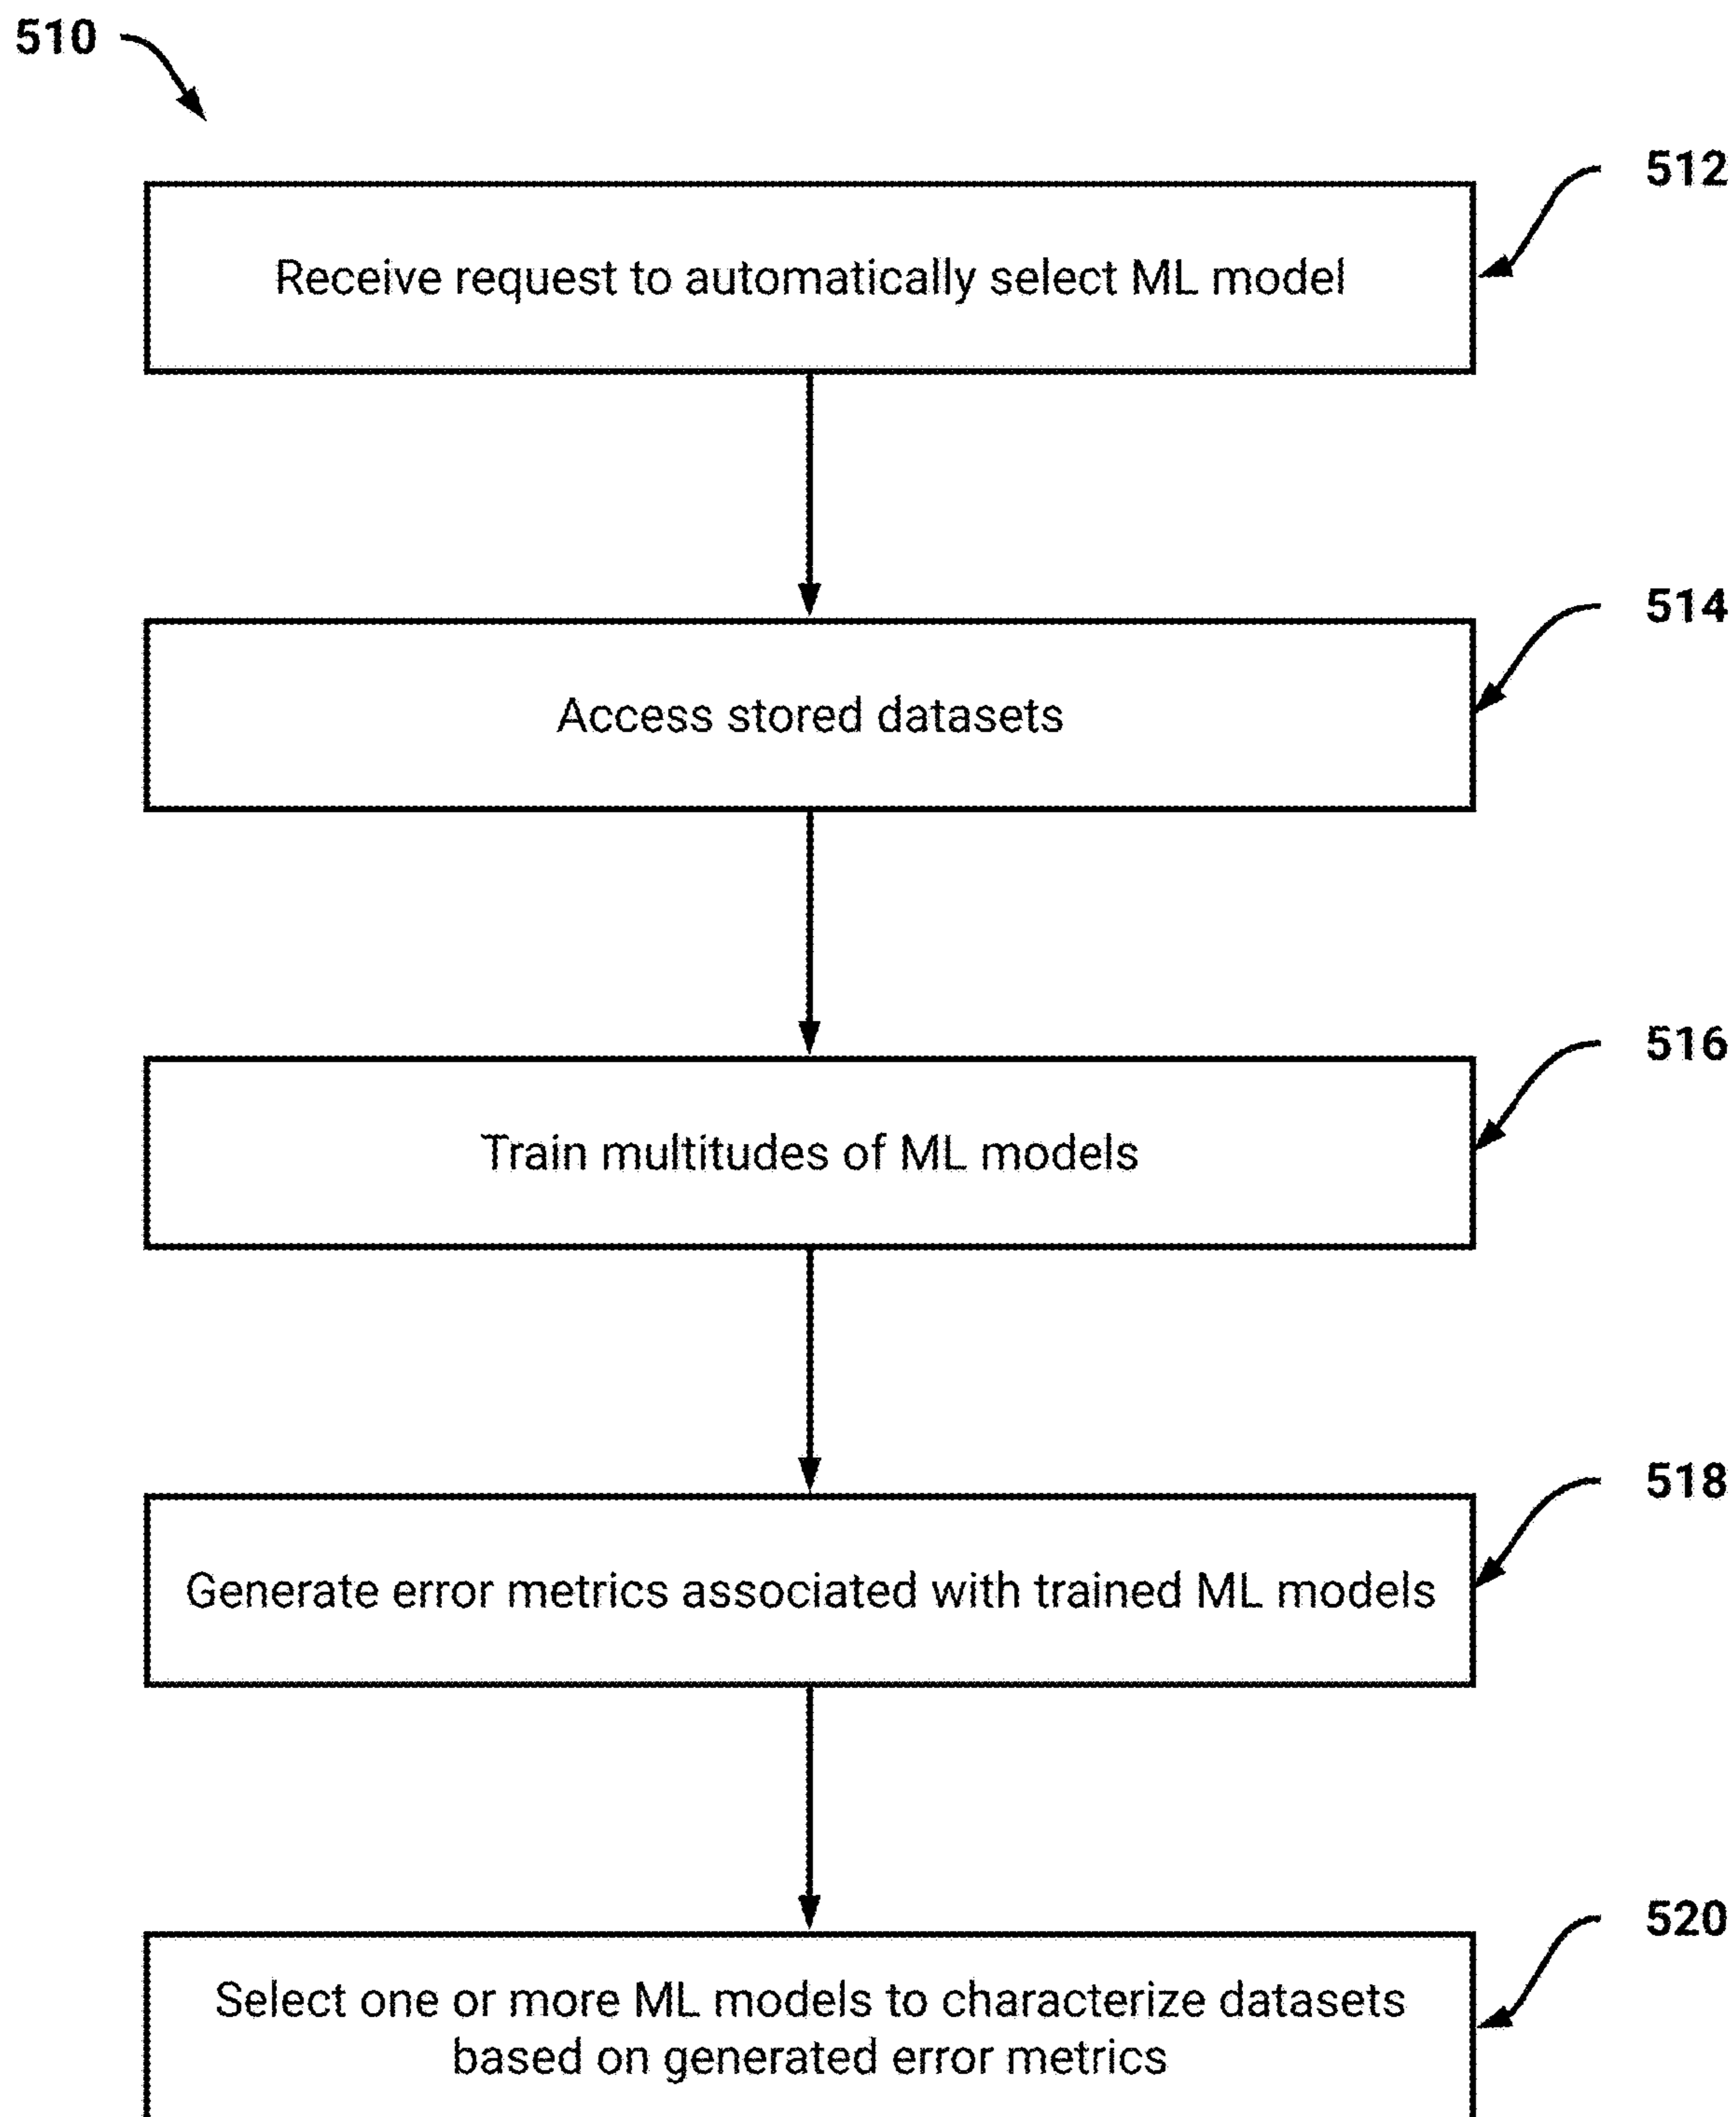 510
512
Receive request to automatically select ML model
514
Access stored datasets
516
Train multitudes of ML models
518
Generate error metrics associated with trained ML models
520
Select one or more ML models to characterize datasets
based on generated error metrics